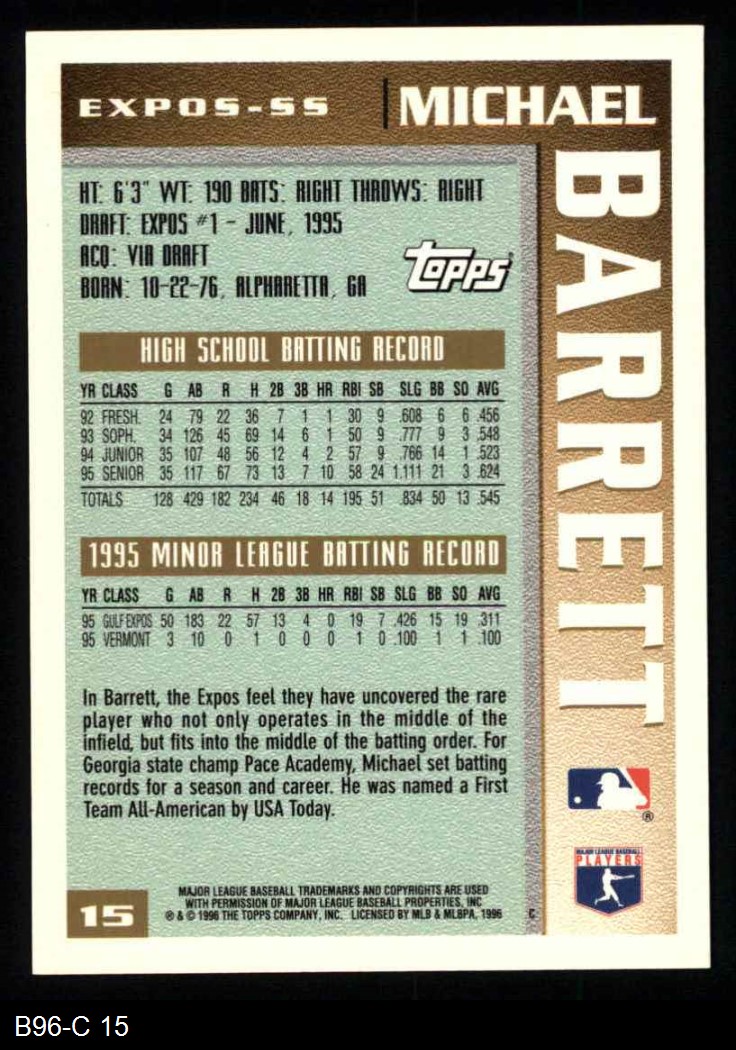 EXPOS-SS
MICHAEL
BARRETT
HT: 6'3" WT: 190 BATS: RIGHT THROWS: RIGHT
DRAFT: EXPOS #1 - JUNE, 1995
ACQ: VIA DRAFT
BORN: 10-22-76, ALPHARETTA, GA
Topps
HIGH SCHOOL BATTING RECORD
YR CLASS G AB R H 2B 3B HR RBI SB SLG BB SO AVG
92 FRESH. 24 79 22 36 7 1 1 30 9 .608 6 6 .456
93 SOPH. 34 126 45 69 14 6 1 50 9 .777 9 3 .548
94 JUNIOR 35 107 48 56 12 4 2 57 9 .766 14 1 .523
95 SENIOR 35 117 67 73 13 7 10 58 24 1.111 21 3 .624
TOTALS 128 429 182 234 46 18 14 195 51 .834 50 13 .545
1995 MINOR LEAGUE BATTING RECORD
YR CLASS G AB R H 2B 3B HR RBI SB SLG BB SO AVG
95 GULF EXPOS 50 183 22 57 13 4 0 19 7 .426 15 19 .311
95 VERMONT 3 10 0 1 0 0 0 1 0 .100 1 1 .100
In Barrett, the Expos feel they have uncovered the rare
player who not only operates in the middle of the
infield, but fits into the middle of the batting order. For
Georgia state champ Pace Academy, Michael set batting
records for a season and career. He was named a First
Team All-American by USA Today.
®
MAJOR LEAGUE BASEBALL
PLAYERS
15
MAJOR LEAGUE BASEBALL TRADEMARKS AND COPYRIGHTS ARE USED
WITH PERMISSION OF MAJOR LEAGUE BASEBALL PROPERTIES, INC
® & © 1996 THE TOPPS COMPANY, INC. LICENSED BY MLB & MLBPA, 1996
C
B96-C 15